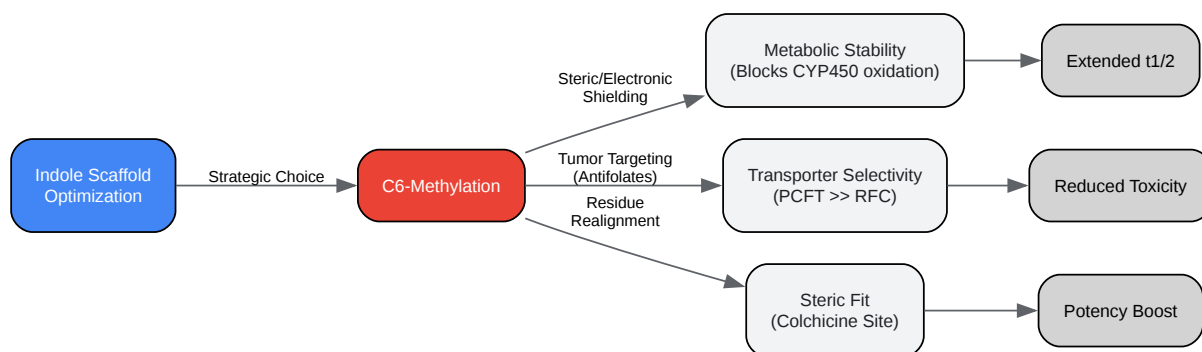 Indole Scaffold
Optimization
Strategic Choice
C6-Methylation
Steric/Electronic
Shielding
Metabolic Stability
(Blocks CYP450 oxidation)
Extended t1/2
Tumor Targeting
(Antifolates)
Transporter Selectivity
(PCFT >> RFC)
Reduced Toxicity
Residue
Realignment
Steric Fit
(Colchicine Site)
Potency Boost